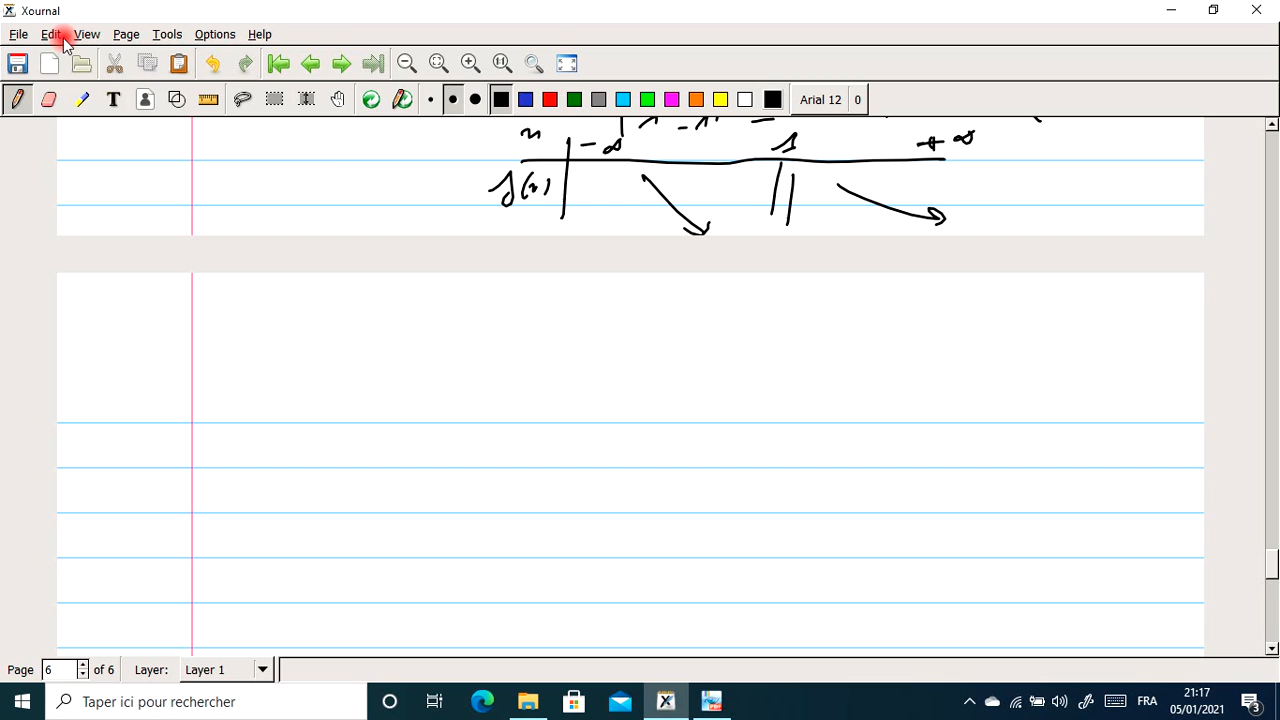 Xournal
File Edit View Page Tools Options Help
Arial 12 0
- ∞ 1 + ∞
f(x)
Page 6 of 6 Layer: Layer 1
Taper ici pour rechercher
FRA
21:17
05/01/2021
3